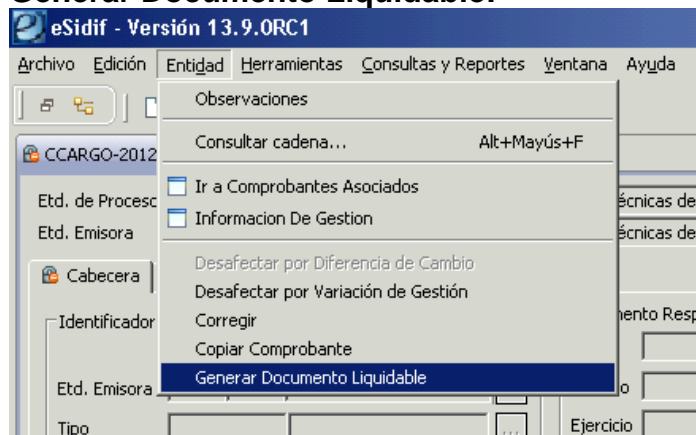 Generar Documento Liquidable.
eSidif - Versión 13.9.0RC1
Archivo Edición Entidad Herramientas Consultas y Reportes Ventana Ayuda
Observaciones
Consultar cadena... Alt+Mayús+F
CCARGO-2012
Ir a Comprobantes Asociados
Etd. de Proceso écnicas de
Informacion De Gestion
Etd. Emisora écnicas de
Desafectar por Diferencia de Cambio
Cabecera
Desafectar por Variación de Gestión
Identificador Corregir
Copiar Comprobante
Generar Documento Liquidable
Etd. Emisora
Tipo ... Ejercicio